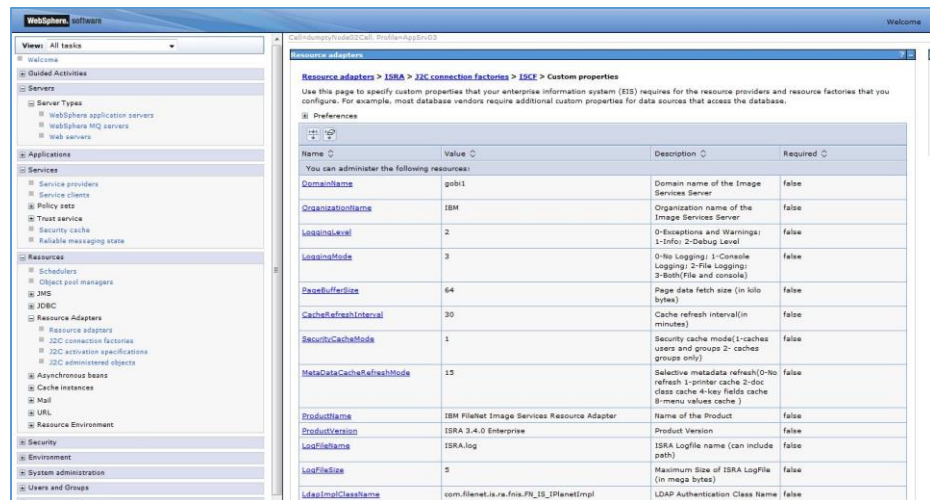 WebSphere. software
Welcome
View: All tasks
Welcome
Guided Activities
Servers
Server Types
WebSphere application servers
WebSphere MQ servers
Web servers
Applications
Services
Service providers
Service clients
Policy sets
Trust service
Security cache
Reliable messaging state
Resources
Schedulers
Object pool managers
JMS
JDBC
Resource Adapters
Resource adapters
J2C connection factories
J2C activation specifications
J2C administered objects
Asynchronous beans
Cache instances
Mail
URL
Resource Environment
Security
Environment
System administration
Users and Groups
Cell=dumptyNode02Cell, Profile=AppSrv03
Resource adapters
? -
Resource adapters > ISRA > J2C connection factories > ISCF > Custom properties
Use this page to specify custom properties that your enterprise information system (EIS) requires for the resource providers and resource factories that you
configure. For example, most database vendors require additional custom properties for data sources that access the database.
Preferences
Name Value Description Required
You can administer the following resources:
DomainName gobi1 Domain name of the Image false
Services Server
OrganizationName IBM Organization name of the false
Image Services Server
LoggingLevel 2 0-Exceptions and Warnings; false
1-Info; 2-Debug Level
LoggingMode 3 0-No Logging; 1-Console false
Logging; 2-File Logging;
3-Both(File and console)
PageBufferSize 64 Page data fetch size (in kilo false
bytes)
CacheRefreshInterval 30 Cache refresh interval(in false
minutes)
SecurityCacheMode 1 Security cache mode(1-caches false
users and groups 2- caches
groups only)
MetaDataCacheRefreshMode 15 Selective metadata refresh(0-No false
refresh 1-printer cache 2-doc
class cache 4-key fields cache
8-menu values cache )
ProductName IBM FileNet Image Services Resource Adapter Name of the Product false
ProductVersion ISRA 3.4.0 Enterprise Product Version false
LogFileName ISRA.log ISRA Logfile name (can include false
path)
LogFileSize 5 Maximum Size of ISRA LogFile false
(in mega bytes)
LdapImplClassName com.filenet.is.ra.fnis.FN_IS_IPlanetImpl LDAP Authentication Class Name false